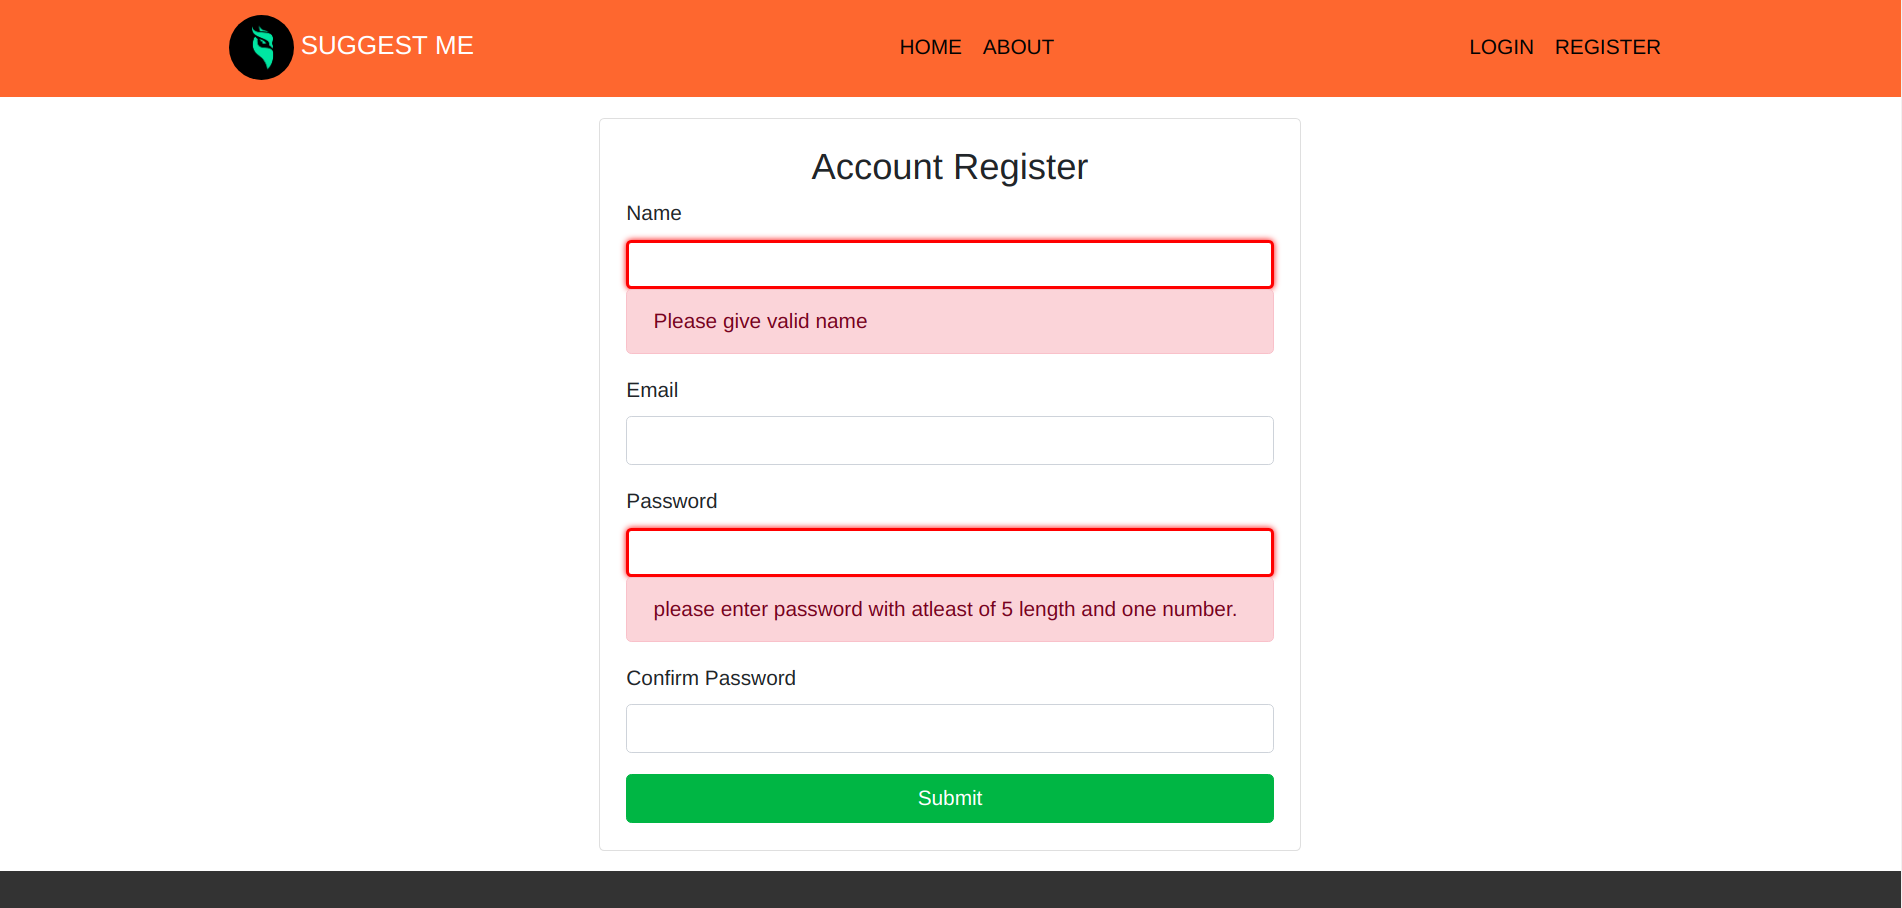 SUGGEST ME
HOME ABOUT
LOGIN REGISTER
Account Register
Name
Please give valid name
Email
Password
please enter password with atleast of 5 length and one number.
Confirm Password
Submit